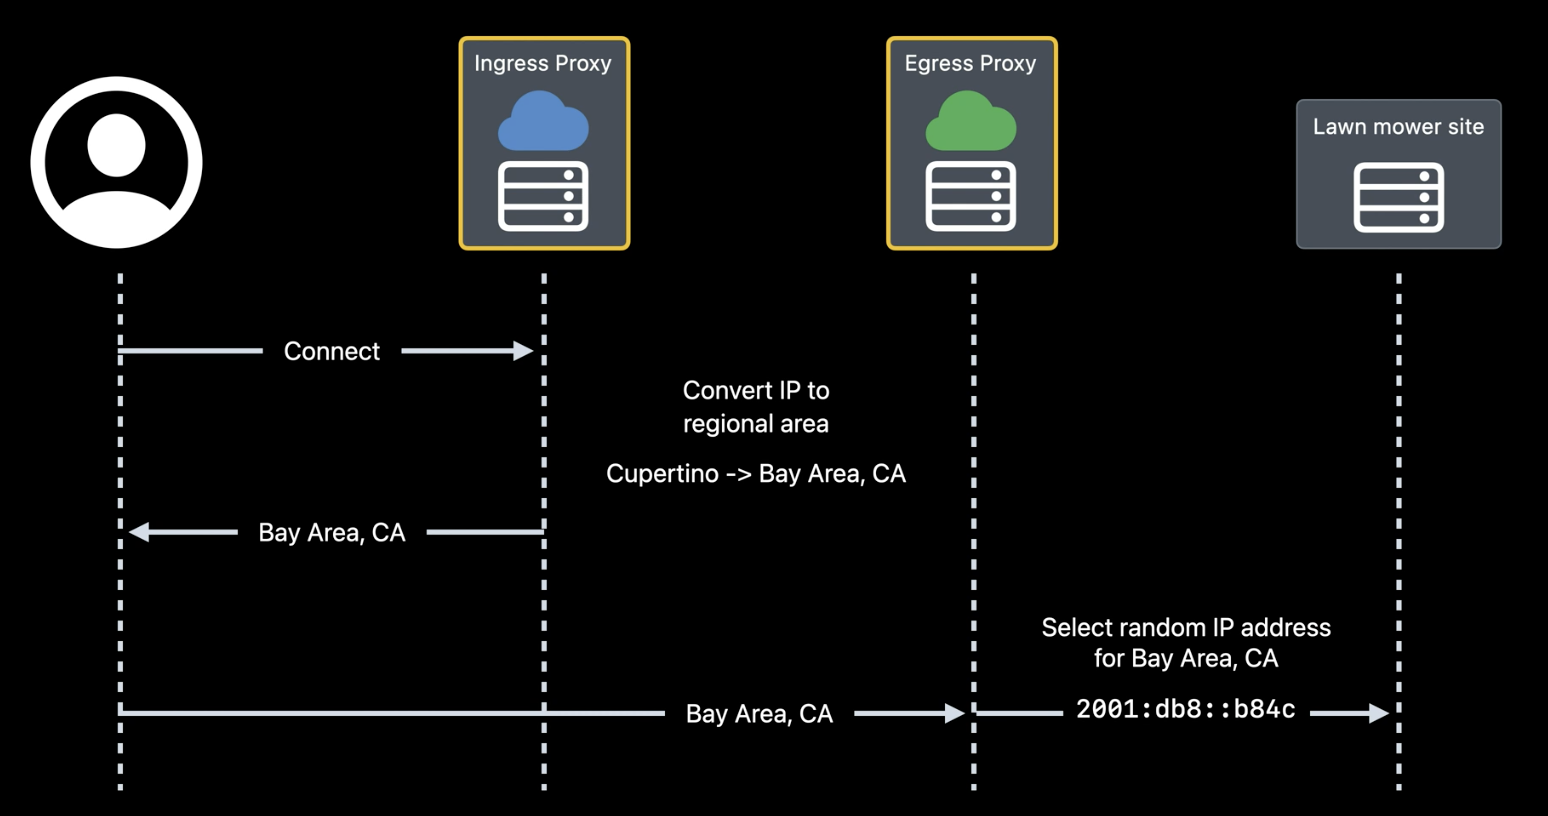 Ingress Proxy
Egress Proxy
Lawn mower site
Connect
Convert IP to
regional area
Cupertino -> Bay Area, CA
Bay Area, CA
Select random IP address
for Bay Area, CA
Bay Area, CA
2001:db8::b84c